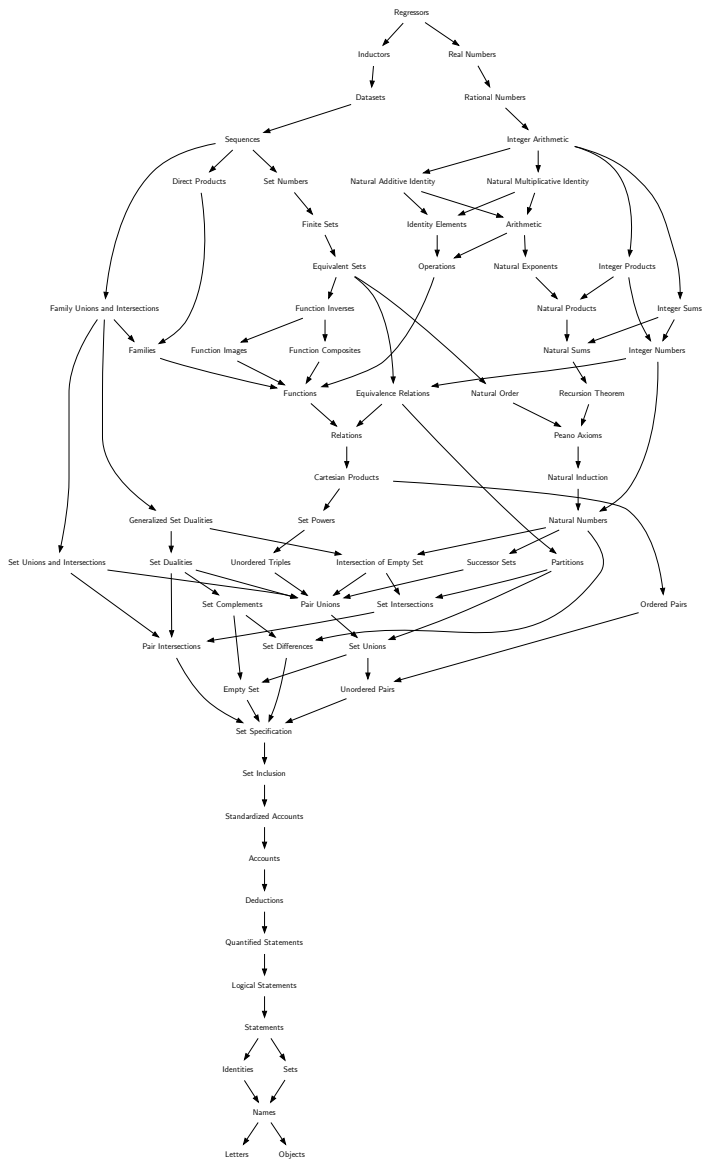 Regressors
Inductors
Real Numbers
Datasets
Rational Numbers
Sequences
Integer Arithmetic
Direct Products
Set Numbers
Natural Additive Identity
Natural Multiplicative Identity
Finite Sets
Identity Elements
Arithmetic
Equivalent Sets
Operations
Natural Exponents
Integer Products
Family Unions and Intersections
Function Inverses
Natural Products
Integer Sums
Families
Function Images
Function Composites
Natural Sums
Integer Numbers
Functions
Equivalence Relations
Natural Order
Recursion Theorem
Relations
Peano Axioms
Cartesian Products
Natural Induction
Generalized Set Dualities
Set Powers
Natural Numbers
Set Unions and Intersections
Set Dualities
Unordered Triples
Intersection of Empty Set
Successor Sets
Partitions
Set Complements
Pair Unions
Set Intersections
Ordered Pairs
Pair Intersections
Set Differences
Set Unions
Empty Set
Unordered Pairs
Set Specification
Set Inclusion
Standardized Accounts
Accounts
Deductions
Quantified Statements
Logical Statements
Statements
Identities
Sets
Names
Letters
Objects